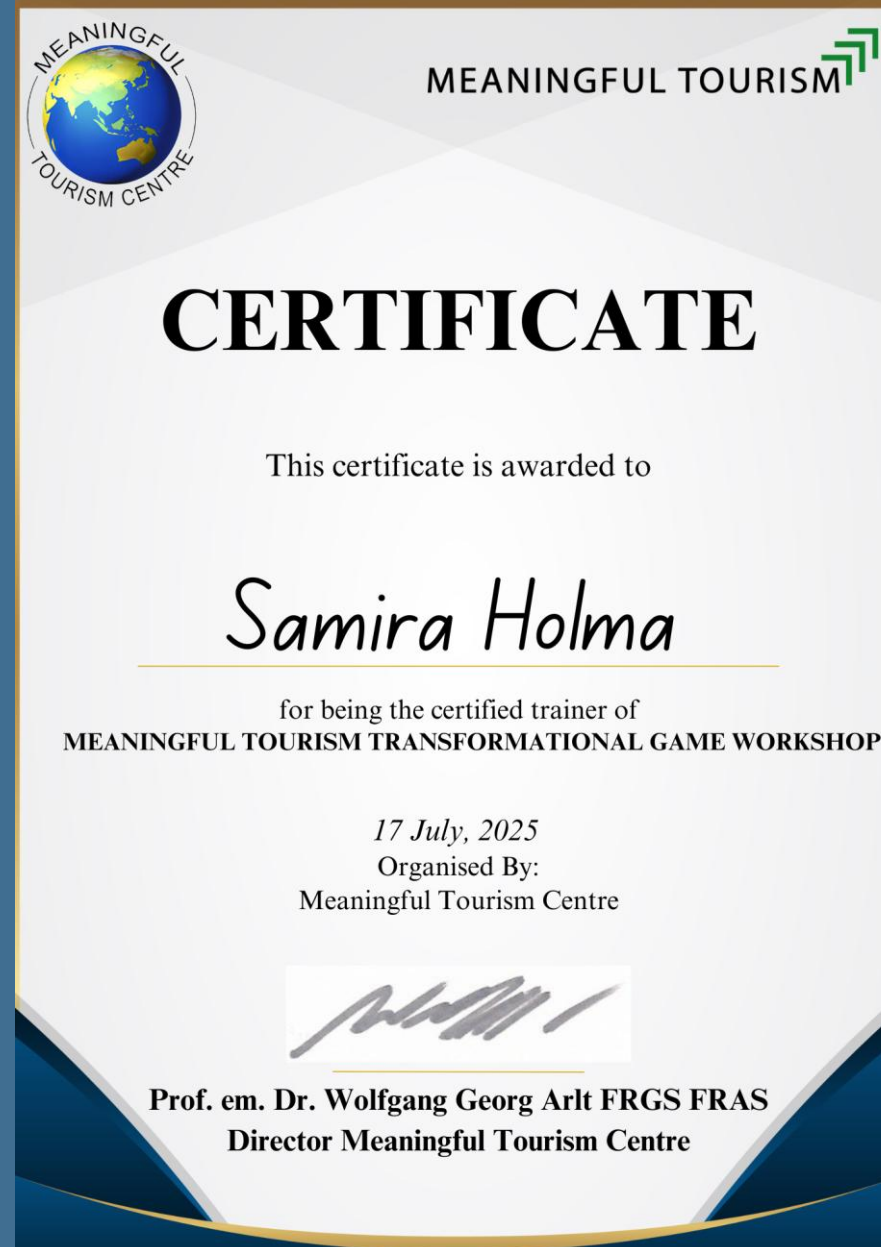 MEANINGFUL
TOURISM CENTRE
MEANINGFUL TOURISM
CERTIFICATE
This certificate is awarded to
Samira Holma
for being the certified trainer of
MEANINGFUL TOURISM TRANSFORMATIONAL GAME WORKSHOP
17 July, 2025
Organised By:
Meaningful Tourism Centre
Prof. em. Dr. Wolfgang Georg Arlt FRGS FRAS
Director Meaningful Tourism Centre